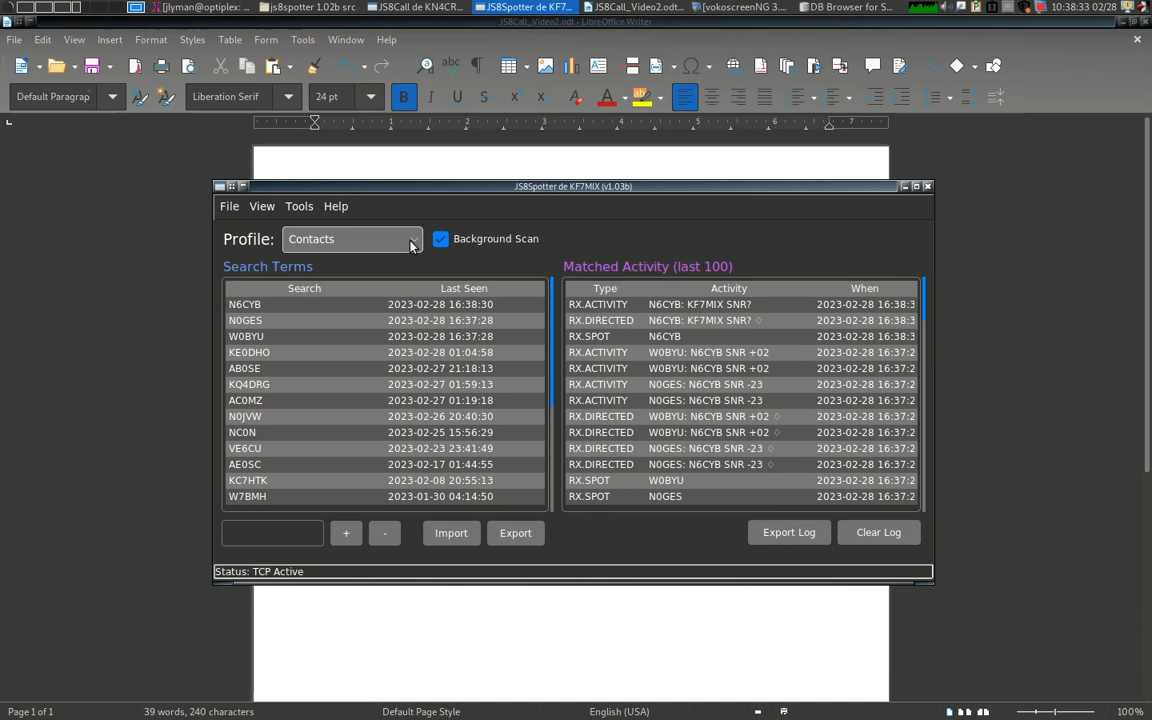 [jlyman@optiplex: ... js8spotter 1.02b src JS8Call de KN4CR... JS8Spotter de KF7... JS8Call_Video2.odt... [vokoscreenNG 3.... DB Browser for S... 10:38:33 02/28
JS8Call_Video2.odt - LibreOffice Writer
File Edit View Insert Format Styles Table Form Tools Window Help
Default Paragrap Liberation Serif 24 pt
1 2 3 4 5 6 7
JS8Spotter de KF7MIX (v1.03b)
File View Tools Help
Profile: Contacts Background Scan
Search Terms Matched Activity (last 100)
Search Last Seen Type Activity When
N6CYB 2023-02-28 16:38:30 RX.ACTIVITY N6CYB: KF7MIX SNR? 2023-02-28 16:38:3
N0GES 2023-02-28 16:37:28 RX.DIRECTED N6CYB: KF7MIX SNR? ♢ 2023-02-28 16:38:3
W0BYU 2023-02-28 16:37:28 RX.SPOT N6CYB 2023-02-28 16:38:3
KE0DHO 2023-02-28 01:04:58 RX.ACTIVITY W0BYU: N6CYB SNR +02 2023-02-28 16:37:2
AB0SE 2023-02-27 21:18:13 RX.ACTIVITY W0BYU: N6CYB SNR +02 2023-02-28 16:37:2
KQ4DRG 2023-02-27 01:59:13 RX.ACTIVITY N0GES: N6CYB SNR -23 2023-02-28 16:37:2
AC0MZ 2023-02-27 01:19:18 RX.ACTIVITY N0GES: N6CYB SNR -23 2023-02-28 16:37:2
N0JVW 2023-02-26 20:40:30 RX.DIRECTED W0BYU: N6CYB SNR +02 ♢ 2023-02-28 16:37:2
NC0N 2023-02-25 15:56:29 RX.DIRECTED W0BYU: N6CYB SNR +02 ♢ 2023-02-28 16:37:2
VE6CU 2023-02-23 23:41:49 RX.DIRECTED N0GES: N6CYB SNR -23 ♢ 2023-02-28 16:37:2
AE0SC 2023-02-17 01:44:55 RX.DIRECTED N0GES: N6CYB SNR -23 ♢ 2023-02-28 16:37:2
KC7HTK 2023-02-08 20:55:13 RX.SPOT W0BYU 2023-02-28 16:37:2
W7BMH 2023-01-30 04:14:50 RX.SPOT N0GES 2023-02-28 16:37:2
+ - Import Export Export Log Clear Log
Status: TCP Active
Page 1 of 1 39 words, 240 characters Default Page Style English (USA) 100%